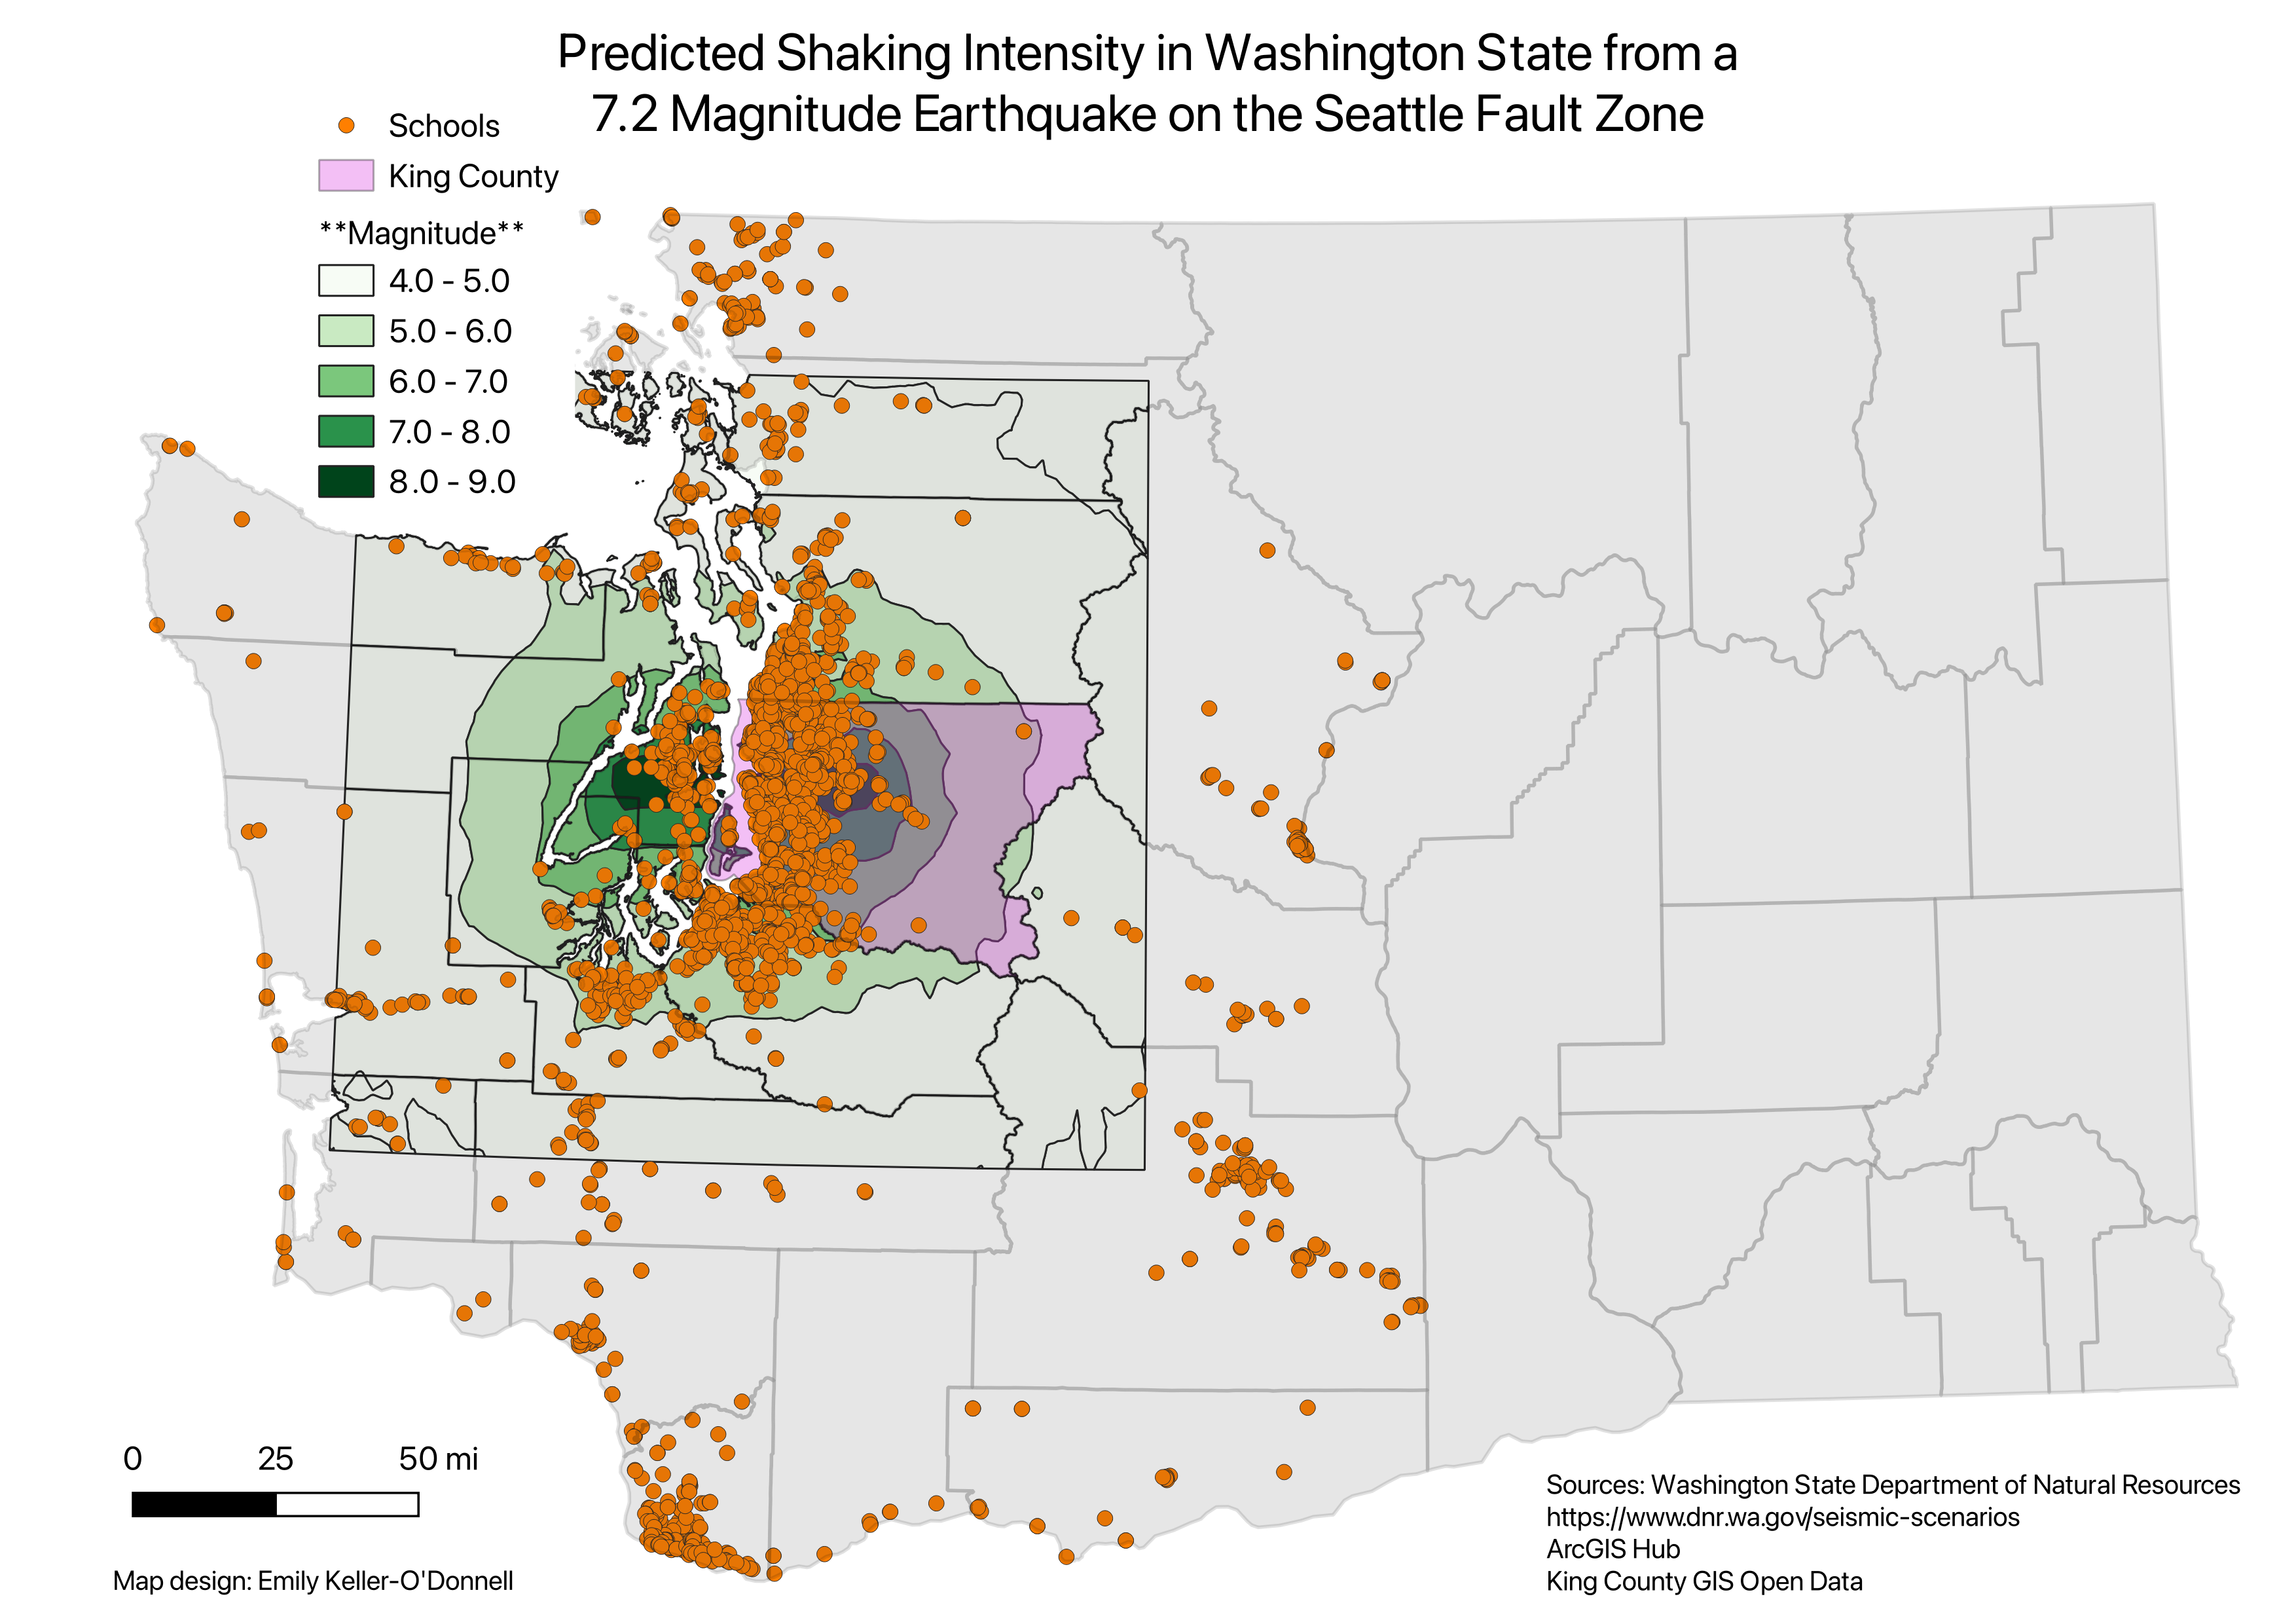 Predicted Shaking Intensity in Washington State from a
7.2 Magnitude Earthquake on the Seattle Fault Zone
Schools
King County
**Magnitude**
4.0 - 5.0
5.0 - 6.0
6.0 - 7.0
7.0 - 8.0
8.0 - 9.0
0 25 50 mi
Map design: Emily Keller-O'Donnell
Sources: Washington State Department of Natural Resources
https://www.dnr.wa.gov/seismic-scenarios
ArcGIS Hub
King County GIS Open Data